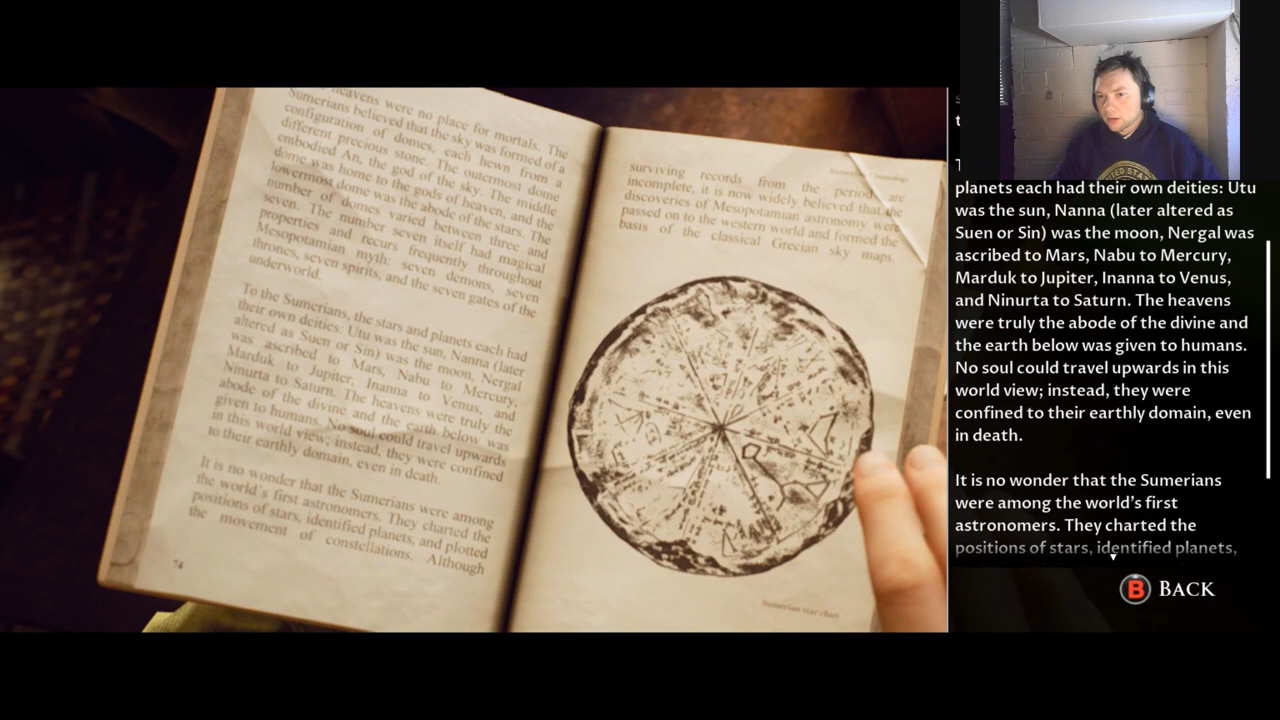 heavens were no place for mortals. The
Sumerians believed that the sky was formed of a
configuration of domes, each hewn from a
different precious stone. The outermost dome
embodied An, the god of the sky. The middle
dome was home to the gods of heaven, and the
lowermost dome was the abode of the stars. The
number of domes varied between three and
seven. The number seven itself had magical
properties and recurs frequently throughout
Mesopotamian myth: seven demons, seven
thrones, seven spirits, and the seven gates of the
underworld.
To the Sumerians, the stars and planets each had
their own deities: Utu was the sun, Nanna (later
altered as Suen or Sin) was the moon, Nergal
was ascribed to Mars, Nabu to Mercury,
Marduk to Jupiter, Inanna to Venus, and
Ninurta to Saturn. The heavens were truly the
abode of the divine and the earth below was
given to humans. No soul could travel upwards
in this world view; instead, they were confined
to their earthly domain, even in death.
It is no wonder that the Sumerians were among
the world's first astronomers. They charted the
positions of stars, identified planets, and plotted
the movement of constellations. Although
74
Sumerian Cosmology
surviving records from the period are
incomplete, it is now widely believed that the
discoveries of Mesopotamian astronomy were
passed on to the western world and formed the
basis of the classical Grecian sky maps.
Sumerian star chart
planets each had their own deities: Utu
was the sun, Nanna (later altered as
Suen or Sin) was the moon, Nergal was
ascribed to Mars, Nabu to Mercury,
Marduk to Jupiter, Inanna to Venus,
and Ninurta to Saturn. The heavens
were truly the abode of the divine and
the earth below was given to humans.
No soul could travel upwards in this
world view; instead, they were
confined to their earthly domain, even
in death.
It is no wonder that the Sumerians
were among the world's first
astronomers. They charted the
positions of stars, identified planets,
B BACK